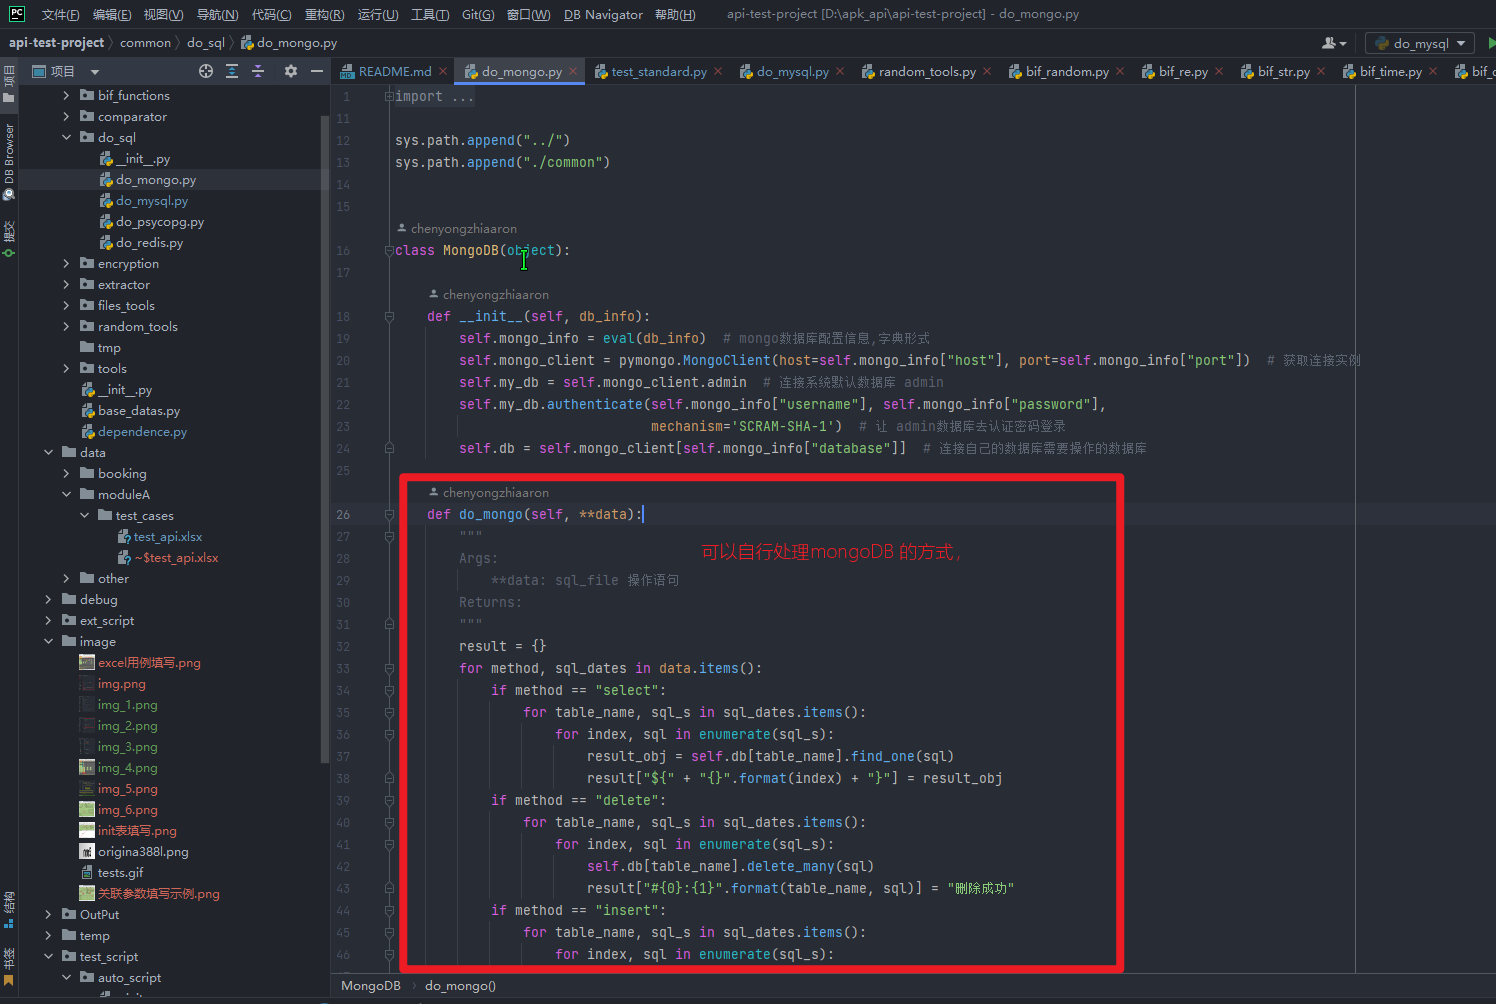 PC 文件(F) 编辑(E) 视图(V) 导航(N) 代码(C) 重构(R) 运行(U) 工具(T) Git(G) 窗口(W) DB Navigator 帮助(H) api-test-project [D:\apk_api\api-test-project] - do_mongo.py
api-test-project common do_sql do_mongo.py do_mysql
项目 README.md do_mongo.py test_standard.py do_mysql.py random_tools.py bif_random.py bif_re.py bif_str.py bif_time.py
项目
DB Browser
提交
结构
书签
bif_functions
comparator
do_sql
__init__.py
do_mongo.py
do_mysql.py
do_psycopg.py
do_redis.py
encryption
extractor
files_tools
random_tools
tmp
tools
__init__.py
base_datas.py
dependence.py
data
booking
moduleA
test_cases
test_api.xlsx
~$test_api.xlsx
other
debug
ext_script
image
excel用例填写.png
img.png
img_1.png
img_2.png
img_3.png
img_4.png
img_5.png
img_6.png
init表填写.png
origina388l.png
tests.gif
关联参数填写示例.png
OutPut
temp
test_script
auto_script
1 import ...
11
12 sys.path.append("../")
13 sys.path.append("./common")
14
15
chenyongzhiaaron
16 class MongoDB(object):
17
chenyongzhiaaron
18 def __init__(self, db_info):
19 self.mongo_info = eval(db_info) # mongo数据库配置信息,字典形式
20 self.mongo_client = pymongo.MongoClient(host=self.mongo_info["host"], port=self.mongo_info["port"]) # 获取连接实例
21 self.my_db = self.mongo_client.admin # 连接系统默认数据库 admin
22 self.my_db.authenticate(self.mongo_info["username"], self.mongo_info["password"],
23 mechanism='SCRAM-SHA-1') # 让 admin数据库去认证密码登录
24 self.db = self.mongo_client[self.mongo_info["database"]] # 连接自己的数据库需要操作的数据库
25
chenyongzhiaaron
26 def do_mongo(self, **data):
27 """
可以自行处理mongoDB 的方式，
28 Args:
29 **data: sql_file 操作语句
30 Returns:
31 """
32 result = {}
33 for method, sql_dates in data.items():
34 if method == "select":
35 for table_name, sql_s in sql_dates.items():
36 for index, sql in enumerate(sql_s):
37 result_obj = self.db[table_name].find_one(sql)
38 result["${" + "{}".format(index) + "}"] = result_obj
39 if method == "delete":
40 for table_name, sql_s in sql_dates.items():
41 for index, sql in enumerate(sql_s):
42 self.db[table_name].delete_many(sql)
43 result["#{0}:{1}".format(table_name, sql)] = "删除成功"
44 if method == "insert":
45 for table_name, sql_s in sql_dates.items():
46 for index, sql in enumerate(sql_s):
MongoDB do_mongo()